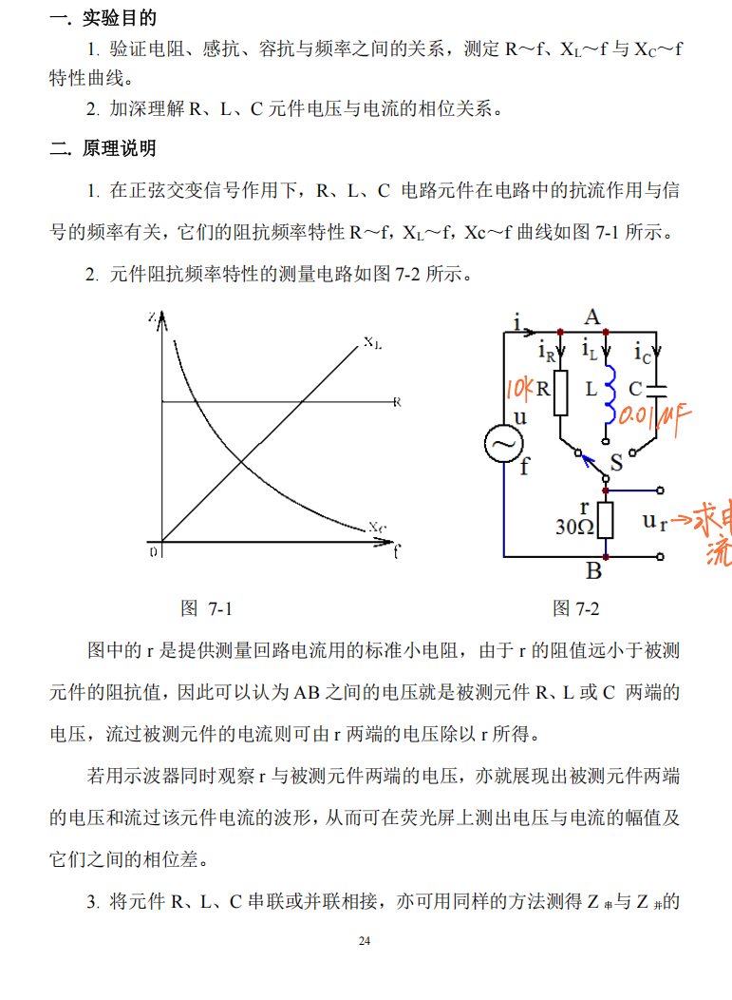 一. 实验目的
1. 验证电阻、感抗、容抗与频率之间的关系，测定 R～f、XL～f 与 XC～f
特性曲线。
2. 加深理解 R、L、C 元件电压与电流的相位关系。
二. 原理说明
1. 在正弦交变信号作用下，R、L、C 电路元件在电路中的抗流作用与信
号的频率有关，它们的阻抗频率特性 R～f，XL～f，Xc～f 曲线如图 7-1 所示。
2. 元件阻抗频率特性的测量电路如图 7-2 所示。
Z
XL
R
XC
0
f
i
A
iR
iL
iC
10K
R
L
C
0.01μF
u
f
S
r
30Ω
ur
→求电
流
B
图 7-1
图 7-2
图中的 r 是提供测量回路电流用的标准小电阻，由于 r 的阻值远小于被测
元件的阻抗值，因此可以认为 AB 之间的电压就是被测元件 R、L 或 C 两端的
电压，流过被测元件的电流则可由 r 两端的电压除以 r 所得。
若用示波器同时观察 r 与被测元件两端的电压，亦就展现出被测元件两端
的电压和流过该元件电流的波形，从而可在荧光屏上测出电压与电流的幅值及
它们之间的相位差。
3. 将元件 R、L、C 串联或并联相接，亦可用同样的方法测得 Z 串与 Z 并的
24